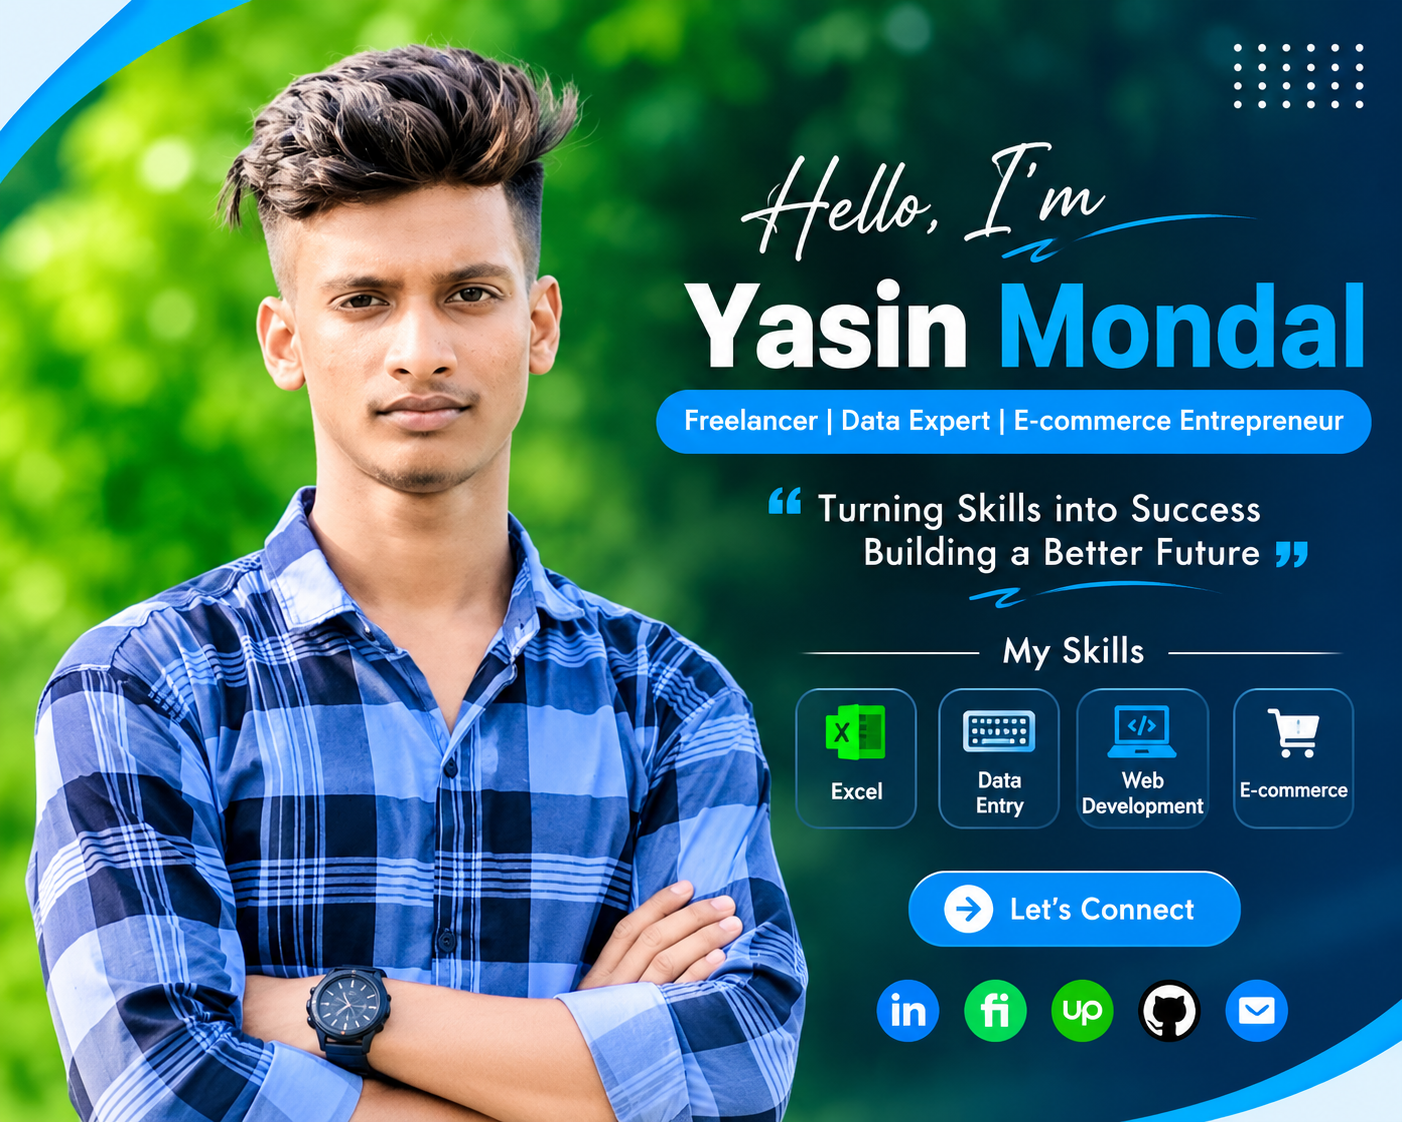 Hello, I'm
Yasin Mondal
Freelancer | Data Expert | E-commerce Entrepreneur
“ Turning Skills into Success
Building a Better Future ”
My Skills
X
Excel
Data
Entry
</>
Web
Development
E-commerce
Let's Connect
in
fi
up